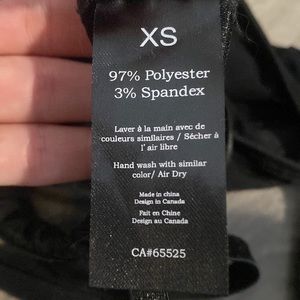 XS
97% Polyester
3% Spandex
Laver à la main avec de
couleurs similaires / Sécher à
l' air libre
Hand wash with similar
color/ Air Dry
Made in china
Design in Canada
Fait en Chine
Design au Canada
CA#65525